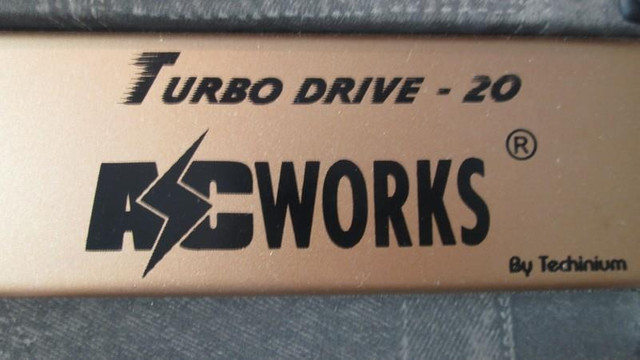 TURBO DRIVE - 20
ACWORKS ®
By Techinium